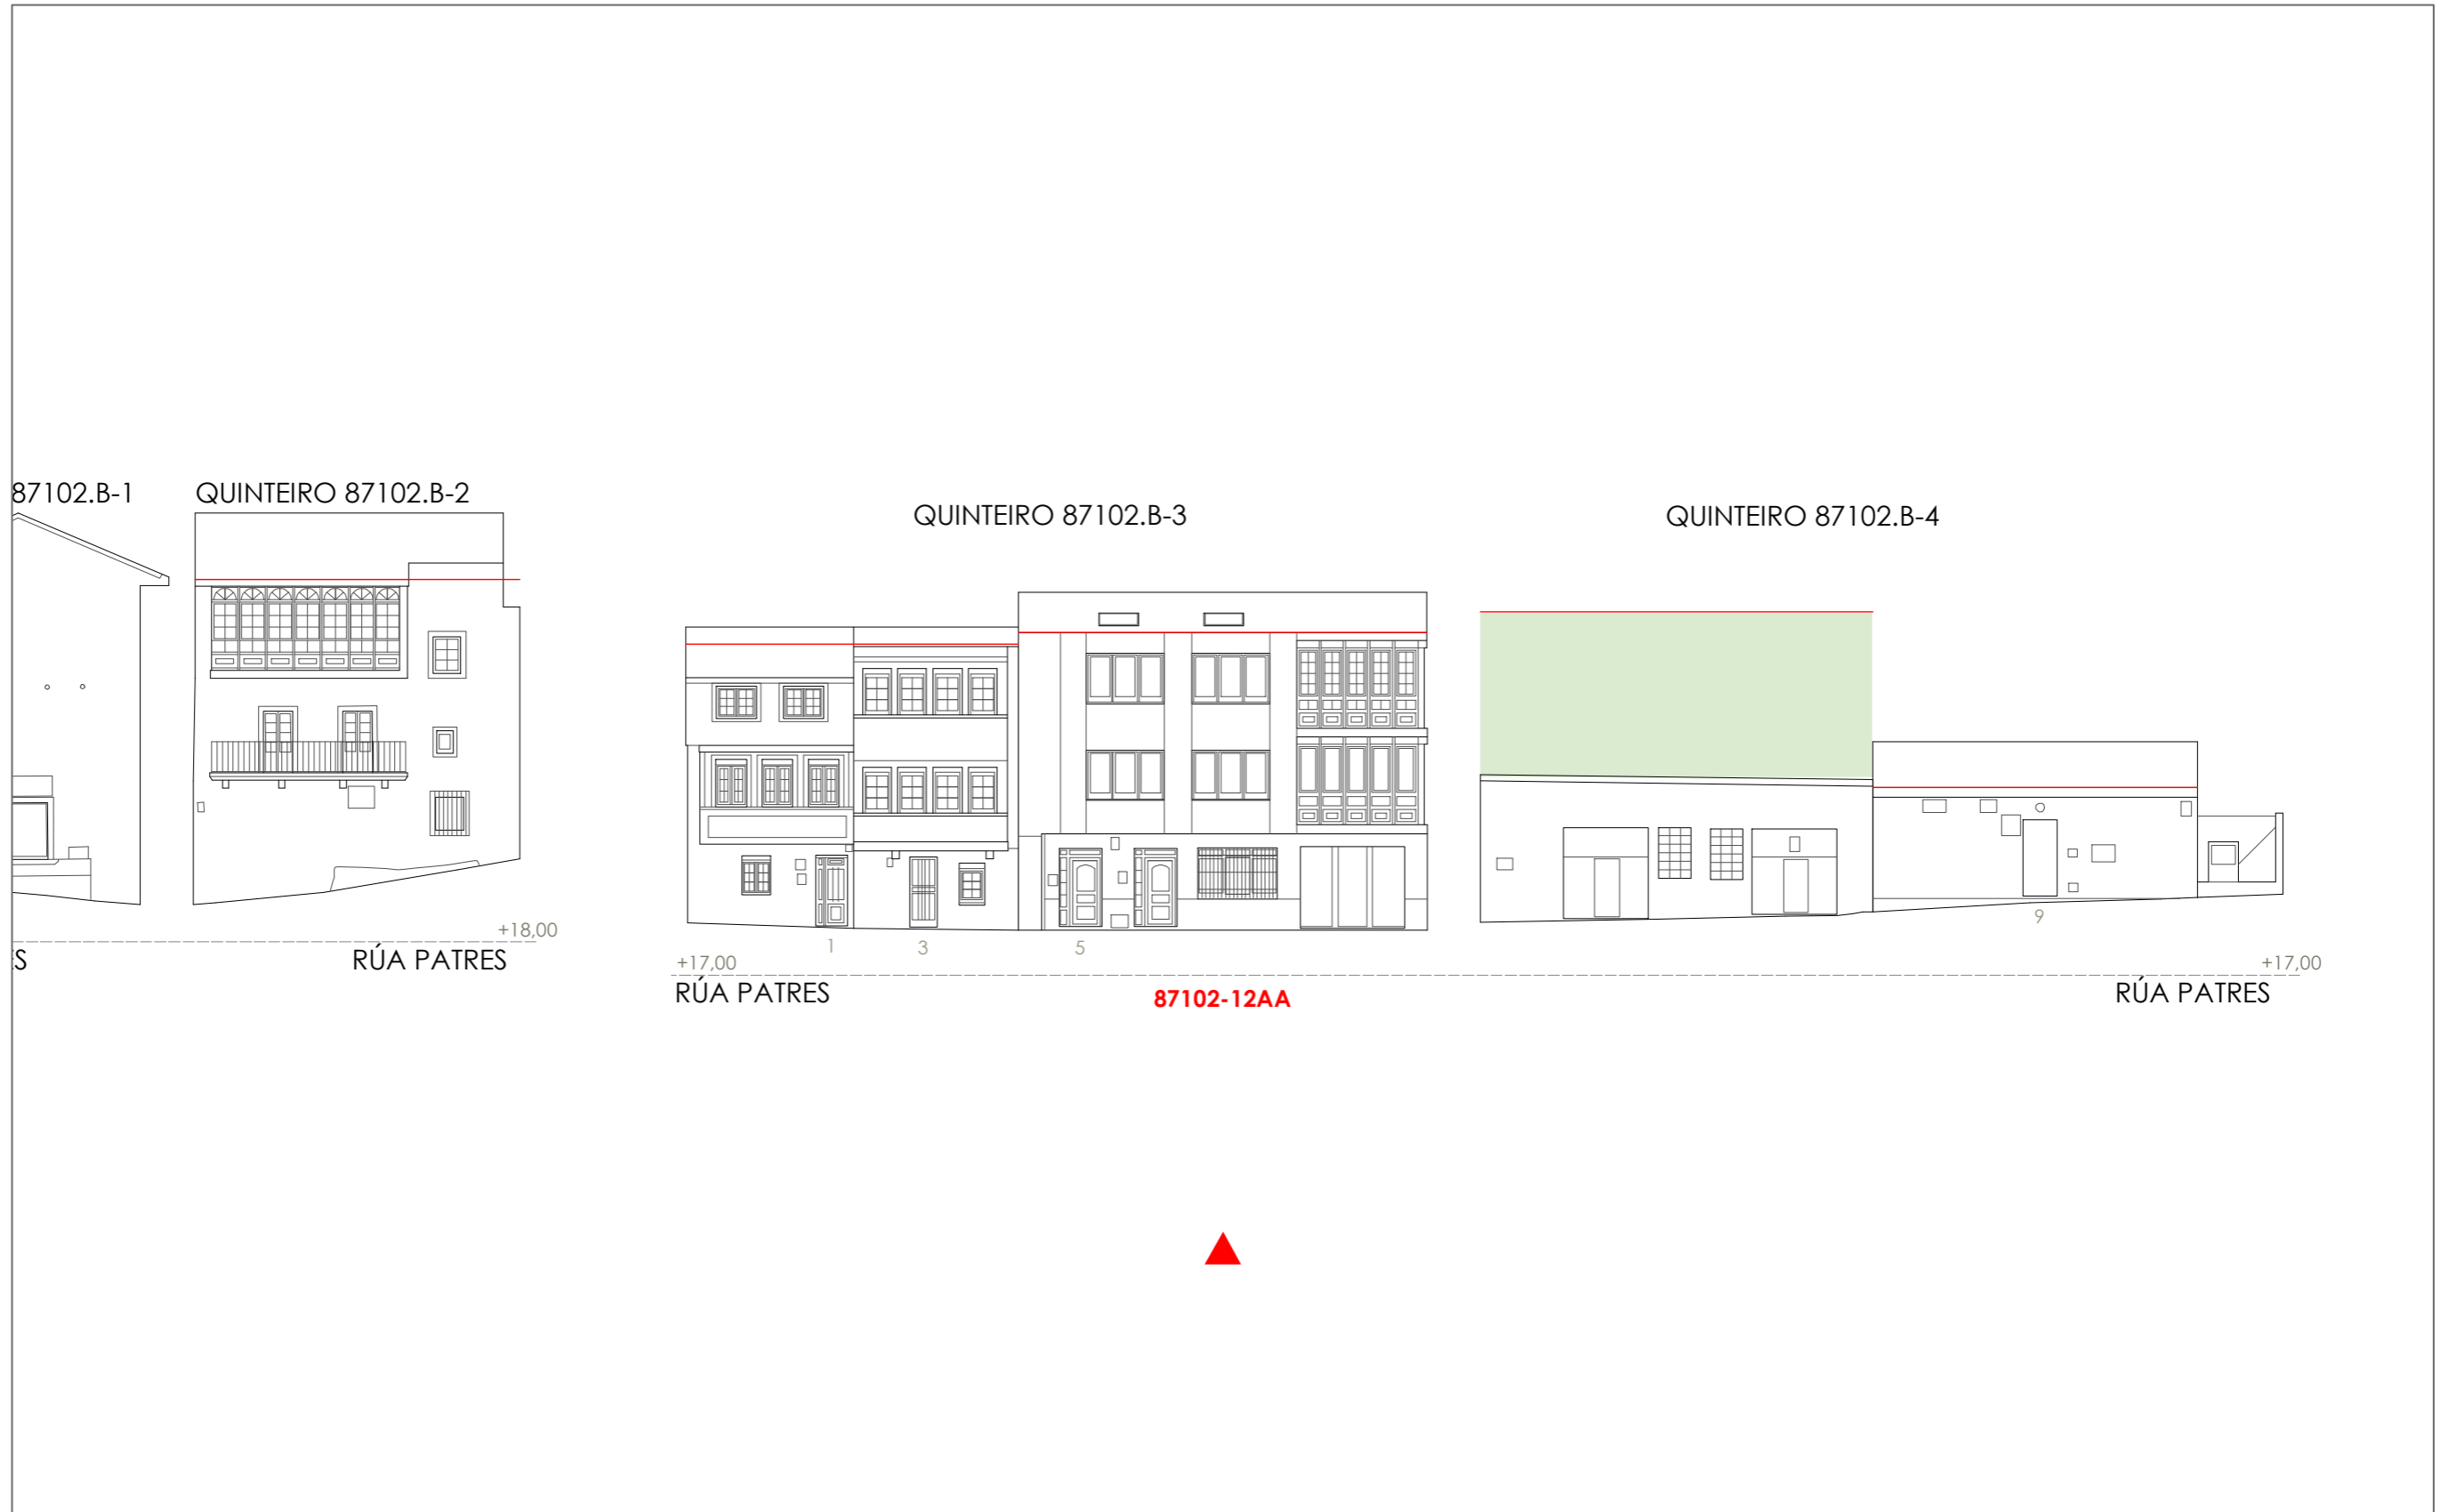 87102.B-1
QUINTEIRO 87102.B-2
QUINTEIRO 87102.B-3
QUINTEIRO 87102.B-4
+18,00
RÚA PATRES
1
3
5
9
+17,00
+17,00
RÚA PATRES
87102-12AA
RÚA PATRES